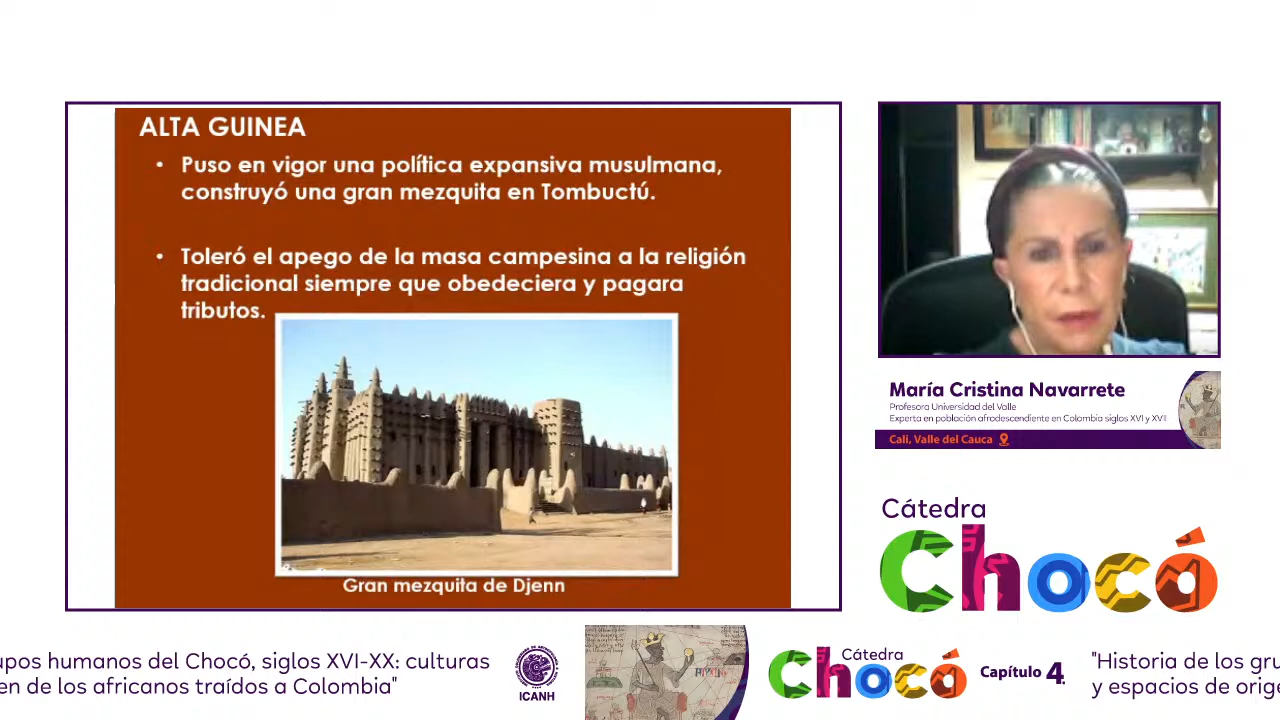 ALTA GUINEA
• Puso en vigor una política expansiva musulmana,
construyó una gran mezquita en Tombuctú.
• Toleró el apego de la masa campesina a la religión
tradicional siempre que obedeciera y pagara
tributos.
Gran mezquita de Djenn
María Cristina Navarrete
Profesora Universidad del Valle
Experta en población afrodescendiente en Colombia siglos XVI y XVII
Cali, Valle del Cauca
Cátedra
Chocó
upos humanos del Chocó, siglos XVI-XX: culturas
en de los africanos traídos a Colombia"
ICANH
Cátedra
Chocó
Capítulo 4
"Historia de los gru
y espacios de orige